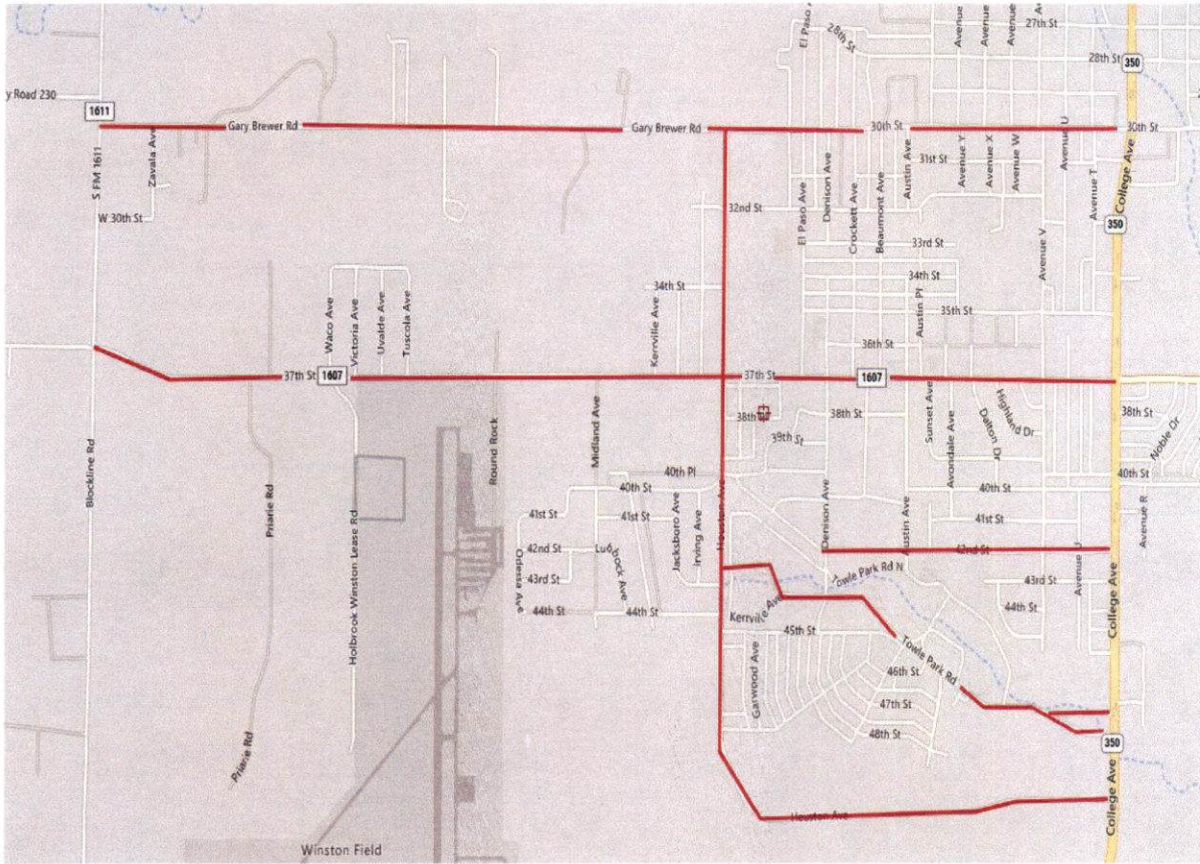 El Paso A
28th St
Avenue
Avenue
Avenue
A
27th St
28th St
350
y Road 230
1611
Gary Brewer Rd
Gary Brewer Rd
30th St
30th St
S FM 1611
Zavala Ave
W 30th St
31st St
Avenue Y
Avenue X
Avenue W
Avenue U
Avenue T
College Ave
350
32nd St
El Paso Ave
Denison Ave
Crockett Ave
Beaumont Ave
Austin Ave
33rd St
Avenue V
34th St
34th St
Austin Pl
35th St
36th St
Waco Ave
Victoria Ave
Uvalde Ave
Tuscola Ave
Kerrville Ave
37th St
1607
37th St
1607
38th St
38th St
39th St
Sunset Ave
Avondale Ave
Dalton Dr
Highland Dr
38th St
Noble Dr
Blockline Rd
Priarie Rd
Round Rock
Midland Ave
40th Pl
40th St
40th St
40th St
41st St
41st St
41st St
Jacksboro Ave
Irving Ave
Houston Ave
Denison Ave
Austin Ave
Avenue R
Holbrook Winston Lease Rd
Odessa Ave
42nd St
Lubbock Ave
42nd St
43rd St
43rd St
Towle Park Rd N
Avenue U
44th St
44th St
44th St
Kerrville Ave
45th St
College Ave
Garwood Ave
Towle Park Rd
46th St
47th St
48th St
Priarie Rd
350
Houston Ave
College Ave
Winston Field